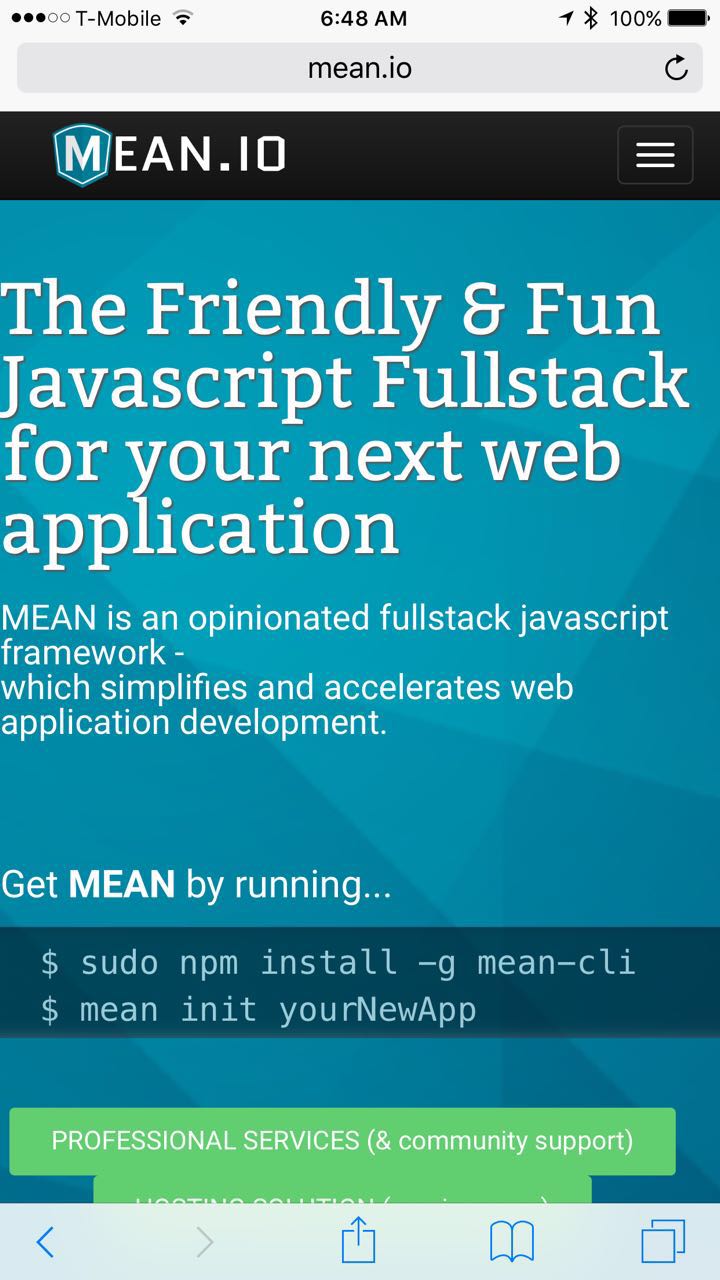 T-Mobile 6:48 AM 100%
mean.io
MEAN.IO
The Friendly & Fun
Javascript Fullstack
for your next web
application
MEAN is an opinionated fullstack javascript
framework -
which simplifies and accelerates web
application development.
Get MEAN by running...
$ sudo npm install -g mean-cli
$ mean init yourNewApp
PROFESSIONAL SERVICES (& community support)
HOSTING SOLUTION